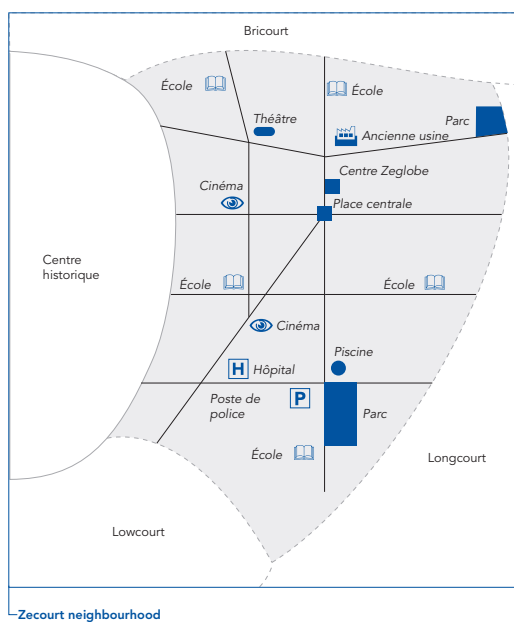 Bricourt
École
École
Parc
Théâtre
Ancienne usine
Centre Zeglobe
Cinéma
Place centrale
Centre
historique
École
École
Cinéma
Piscine
H
Hôpital
Poste de
police
P
Parc
École
Longcourt
Lowcourt
Zecourt neighbourhood